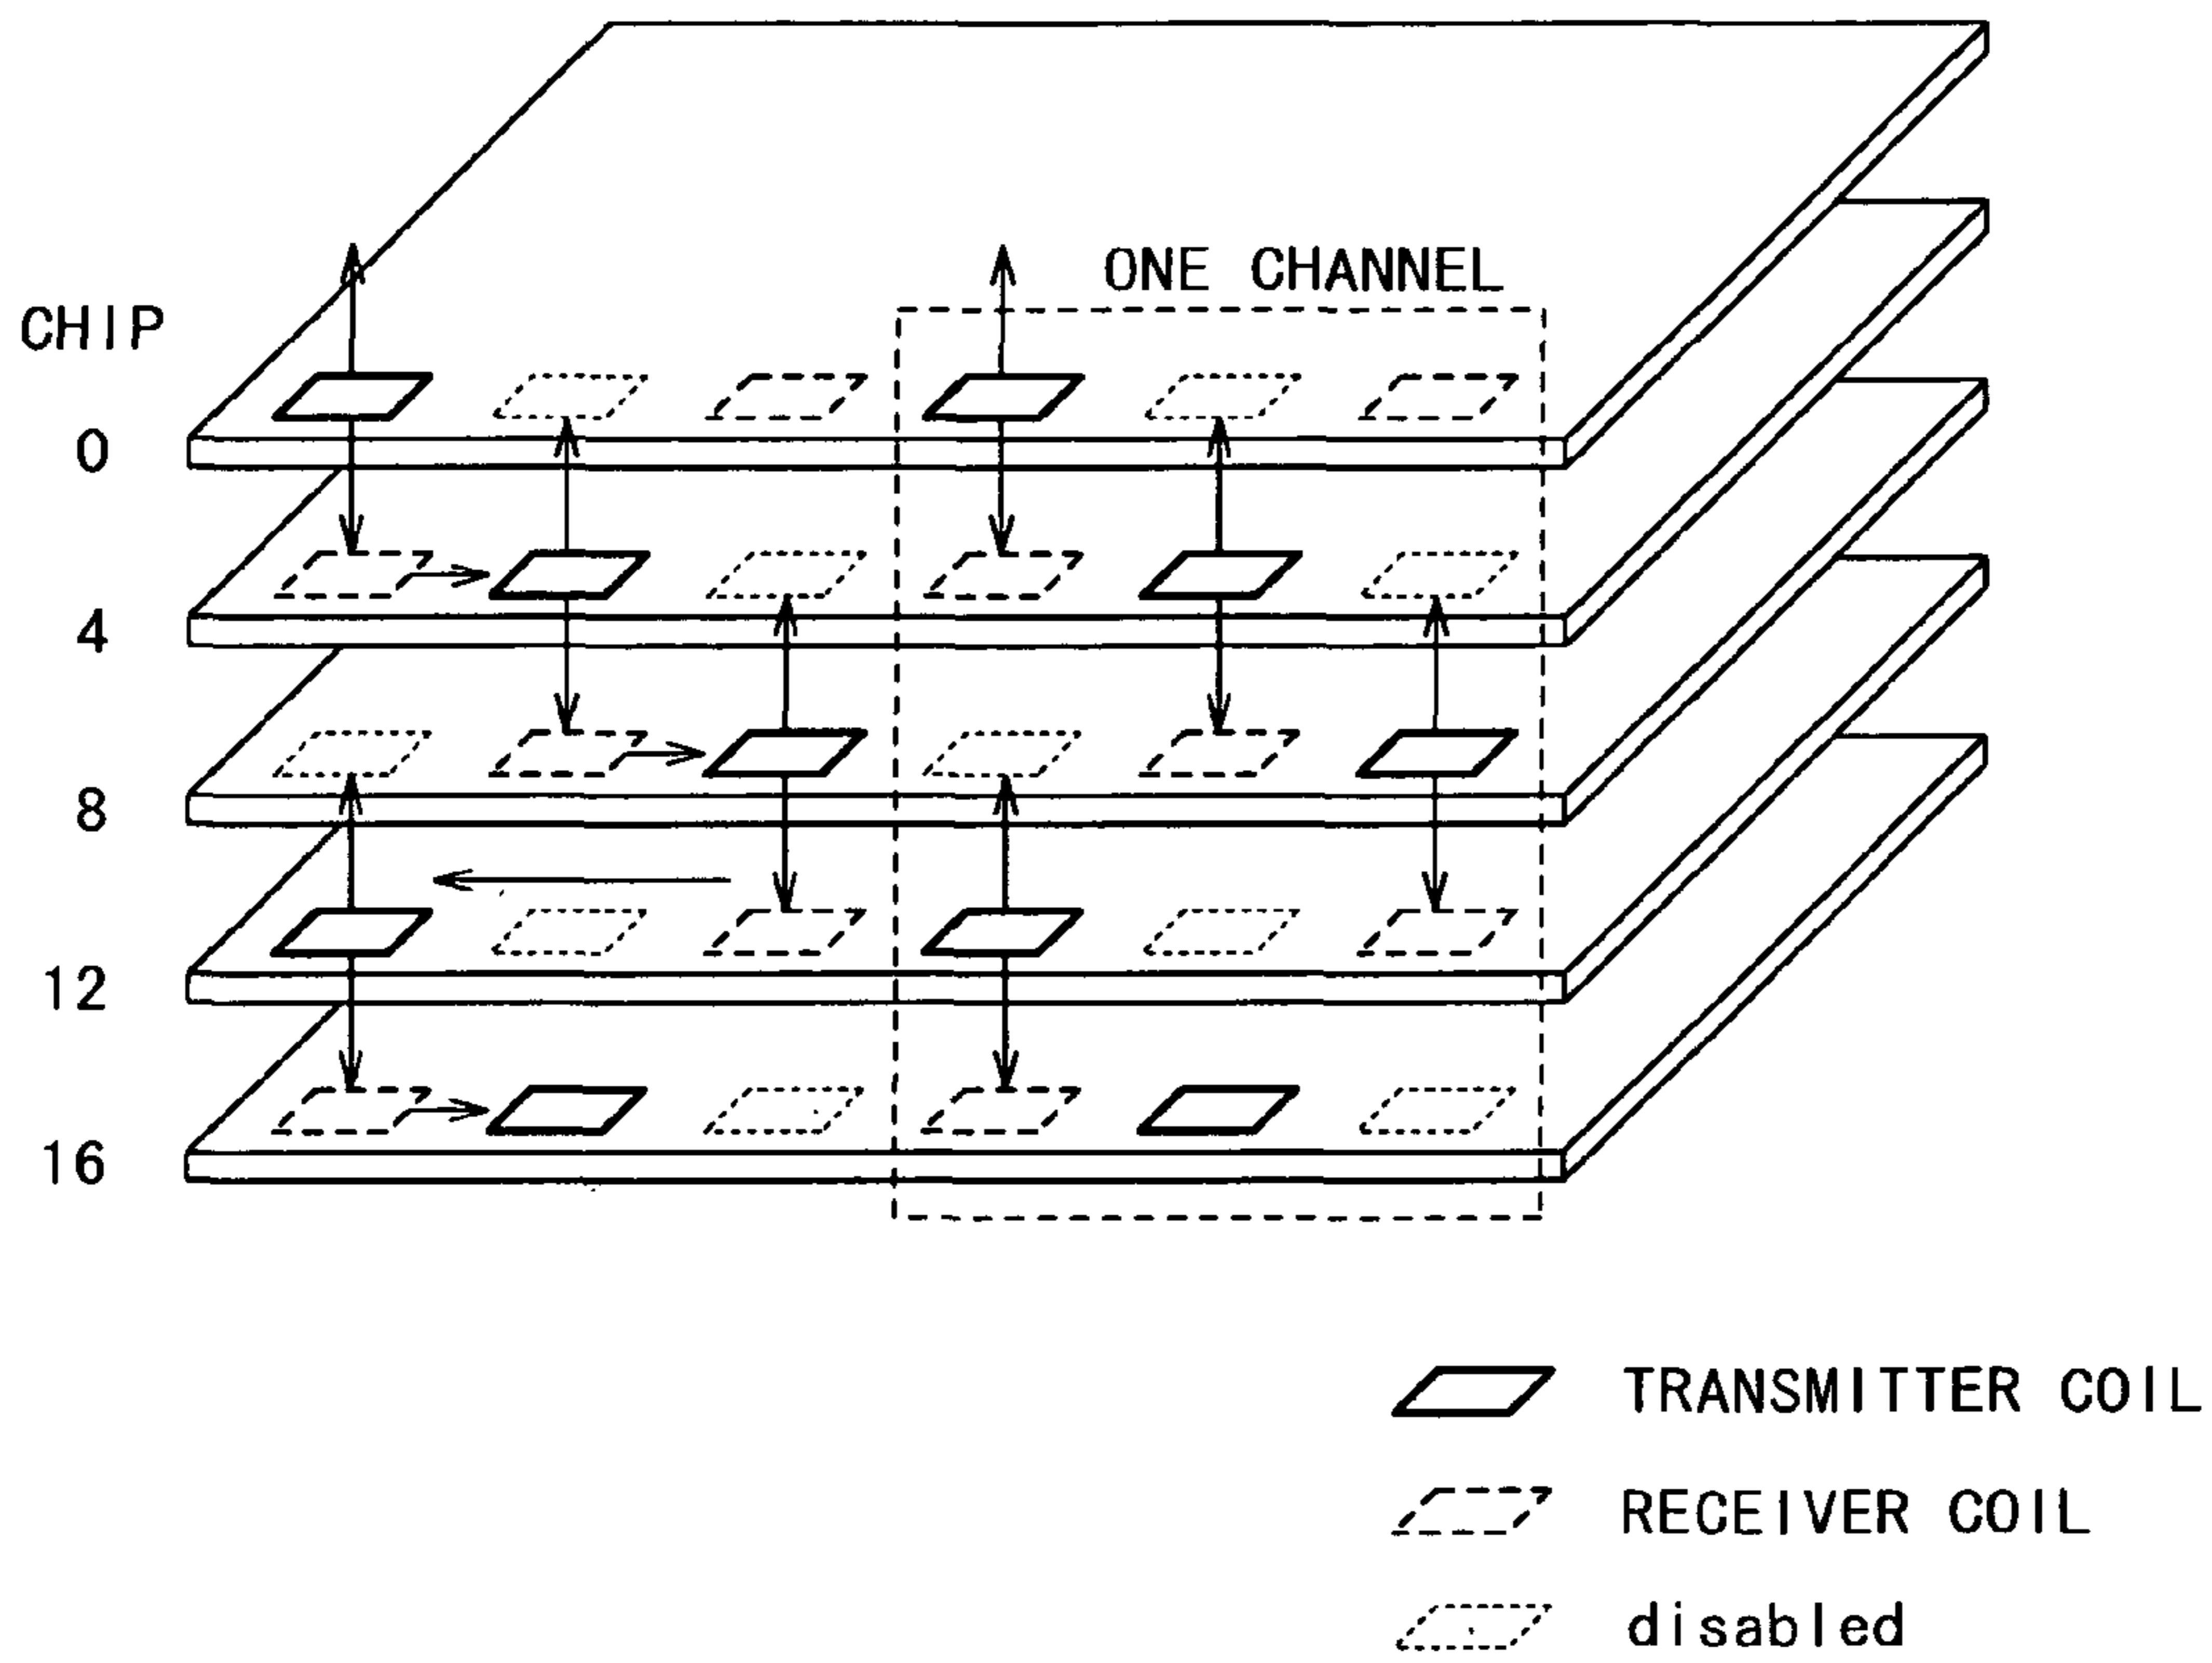 ONE CHANNEL
CHIP
0
4
8
12
16
TRANSMITTER COIL
RECEIVER COIL
disabled